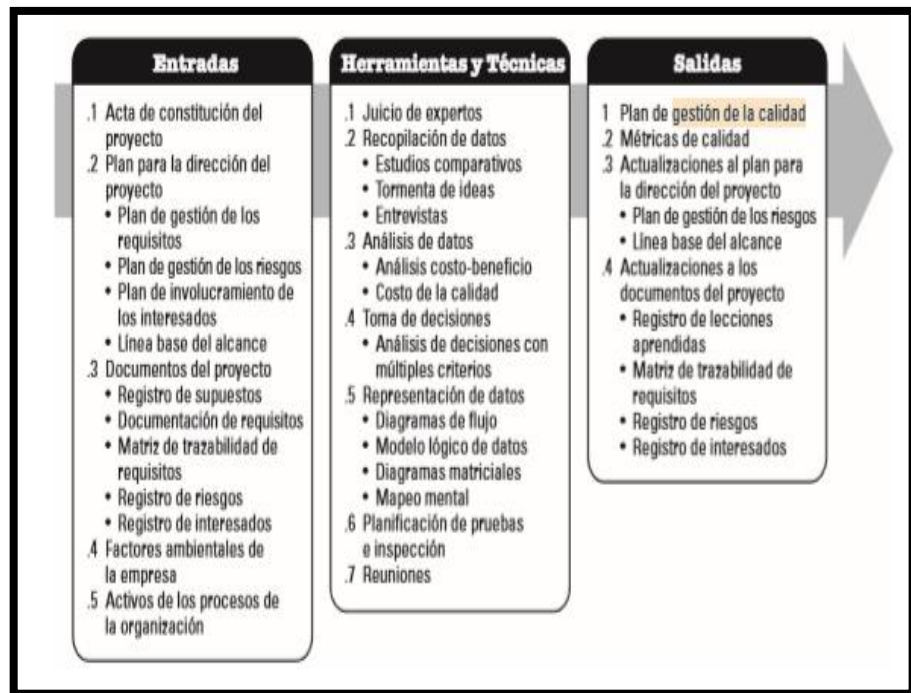 Entradas
.1 Acta de constitución del
proyecto
.2 Plan para la dirección del
proyecto
• Plan de gestión de los
requisitos
• Plan de gestión de los riesgos
• Plan de involucramiento de
los interesados
• Línea base del alcance
.3 Documentos del proyecto
• Registro de supuestos
• Documentación de requisitos
• Matriz de trazabilidad de
requisitos
• Registro de riesgos
• Registro de interesados
.4 Factores ambientales de
la empresa
.5 Activos de los procesos de
la organización
Herramientas y Técnicas
.1 Juicio de expertos
.2 Recopilación de datos
• Estudios comparativos
• Tormenta de ideas
• Entrevistas
.3 Análisis de datos
• Análisis costo-beneficio
• Costo de la calidad
.4 Toma de decisiones
• Análisis de decisiones con
múltiples criterios
.5 Representación de datos
• Diagramas de flujo
• Modelo lógico de datos
• Diagramas matriciales
• Mapeo mental
.6 Planificación de pruebas
e inspección
.7 Reuniones
Salidas
1 Plan de gestión de la calidad
.2 Métricas de calidad
.3 Actualizaciones al plan para
la dirección del proyecto
• Plan de gestión de los riesgos
• Línea base del alcance
.4 Actualizaciones a los
documentos del proyecto
• Registro de lecciones
aprendidas
• Matriz de trazabilidad de
requisitos
• Registro de riesgos
• Registro de interesados